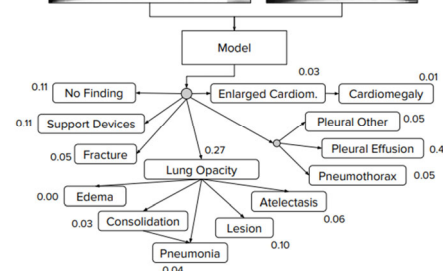 Model
0.03
0.01
0.11 No Finding
Enlarged Cardiom.
Cardiomegaly
0.11 Support Devices
Pleural Other 0.05
0.05 Fracture
0.27
Pleural Effusion 0.4
Lung Opacity
Pneumothorax 0.05
0.00 Edema
Atelectasis
0.06
0.03 Consolidation
Lesion
0.10
Pneumonia
0.04